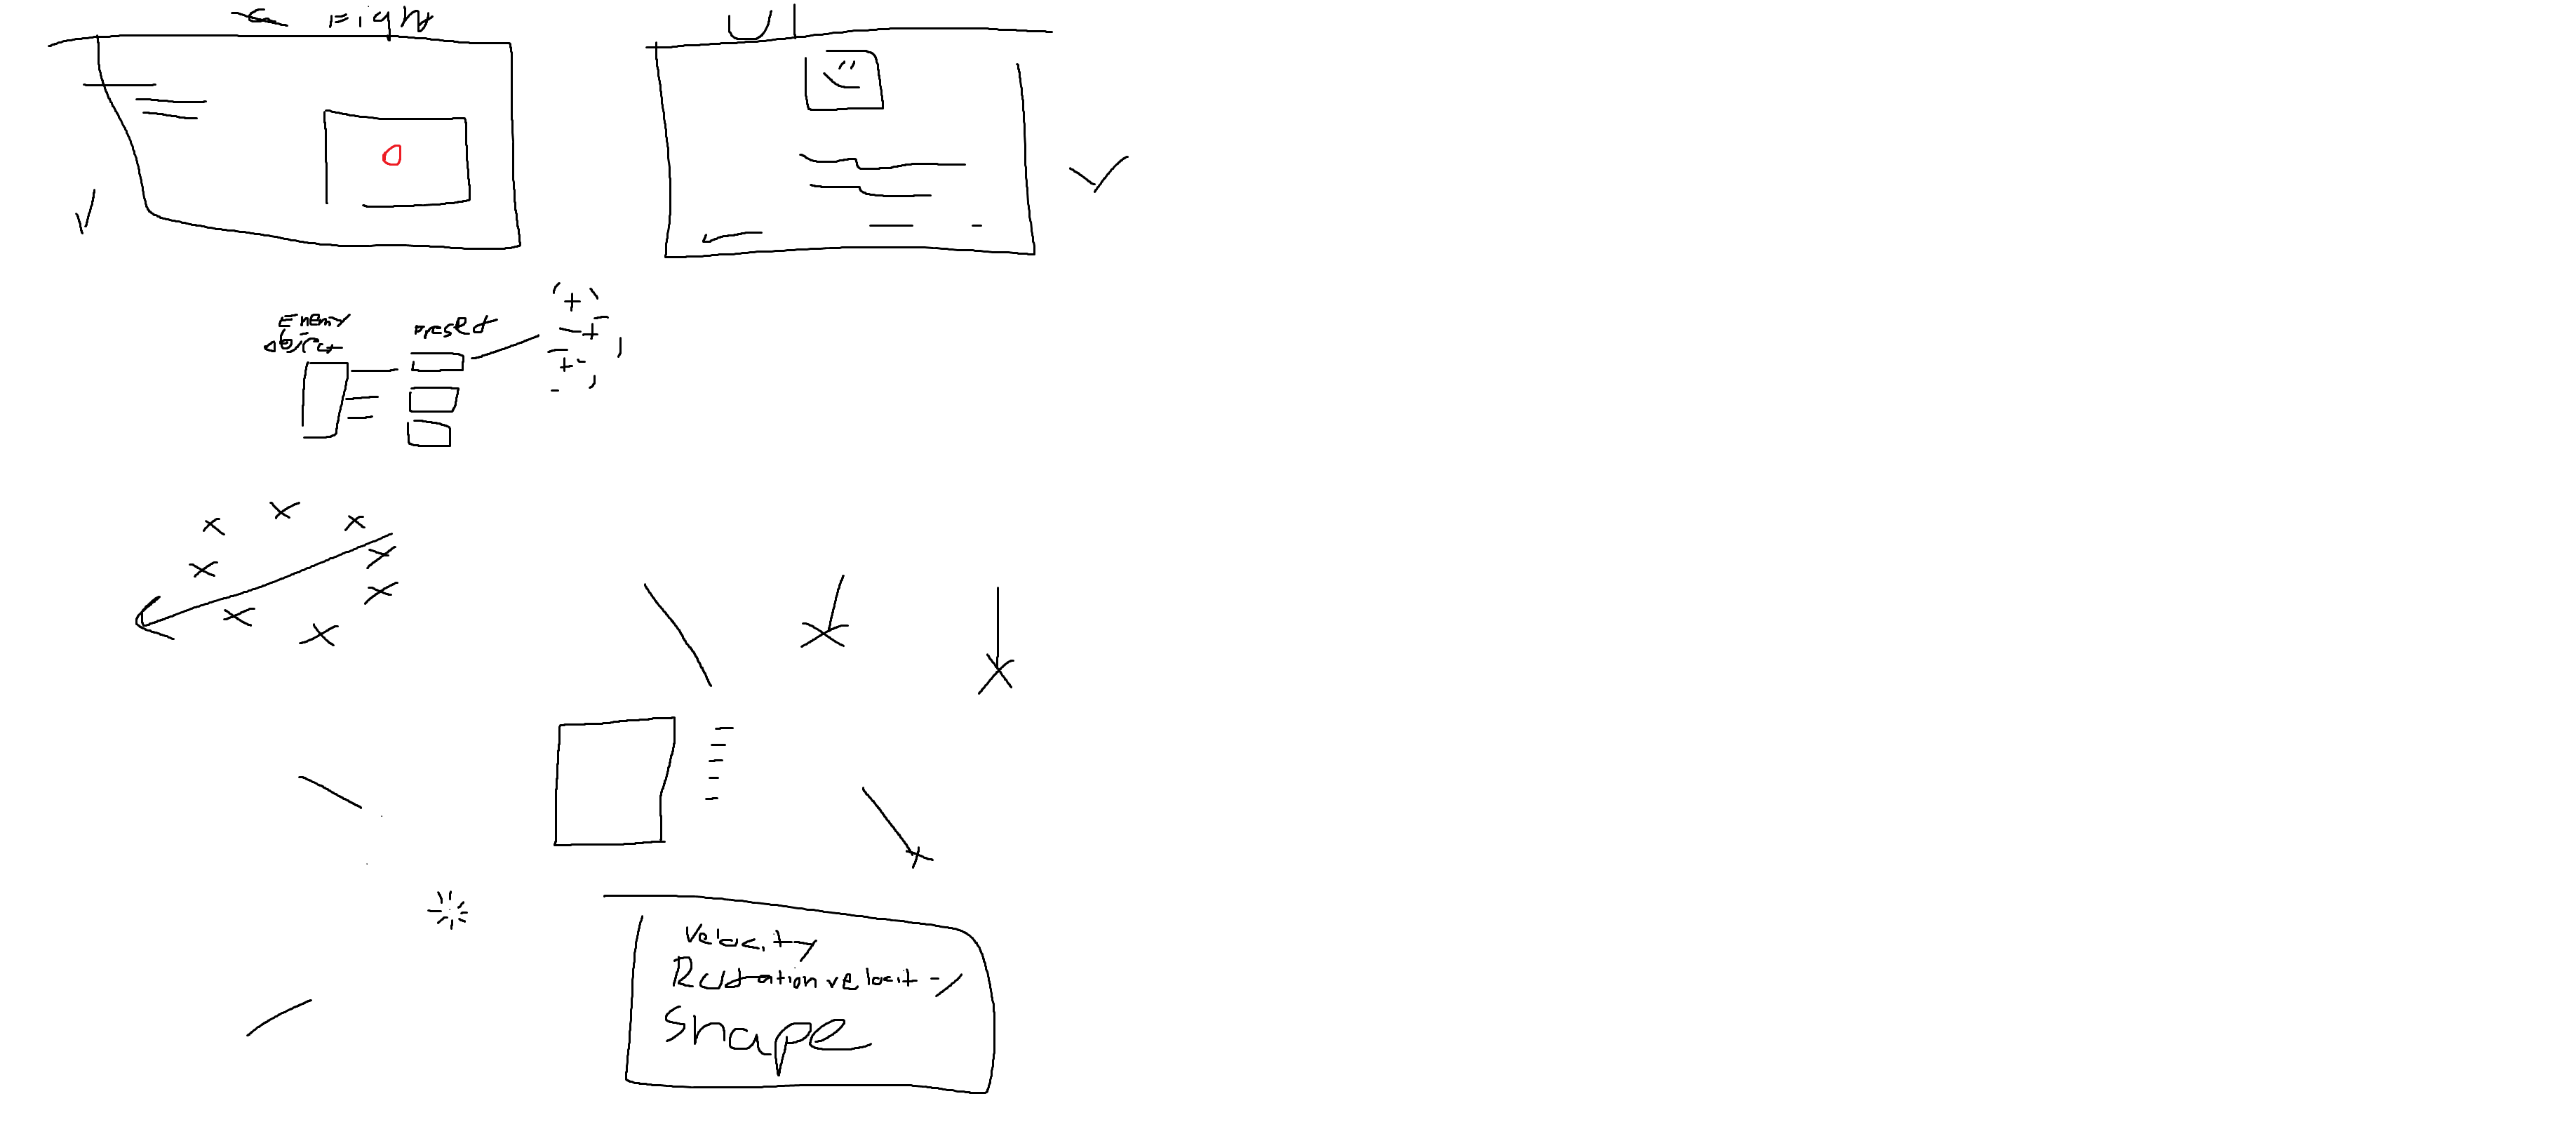 Fight
UI
Enemy
object
preset
velocity
Rotation velocity
shape